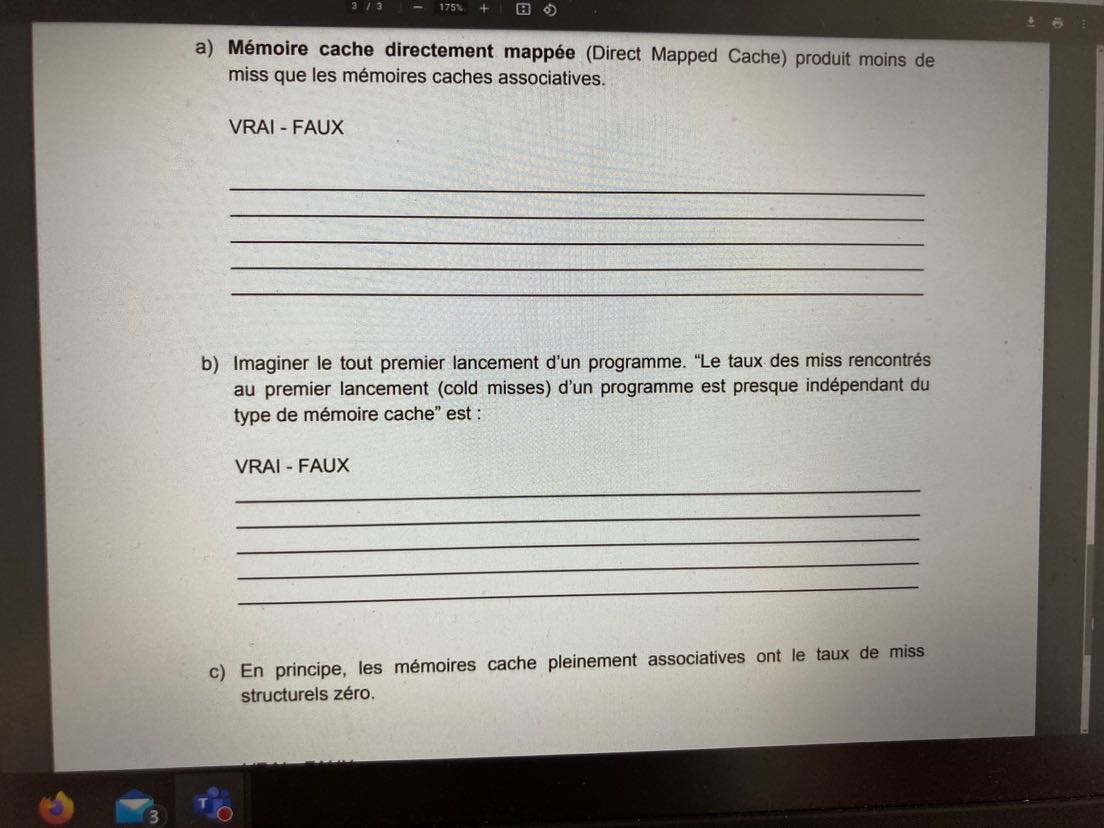 3 / 3 — 175% +
a) Mémoire cache directement mappée (Direct Mapped Cache) produit moins de
miss que les mémoires caches associatives.
VRAI - FAUX
b) Imaginer le tout premier lancement d'un programme. “Le taux des miss rencontrés
au premier lancement (cold misses) d'un programme est presque indépendant du
type de mémoire cache” est :
VRAI - FAUX
c) En principe, les mémoires cache pleinement associatives ont le taux de miss
structurels zéro.
3
T